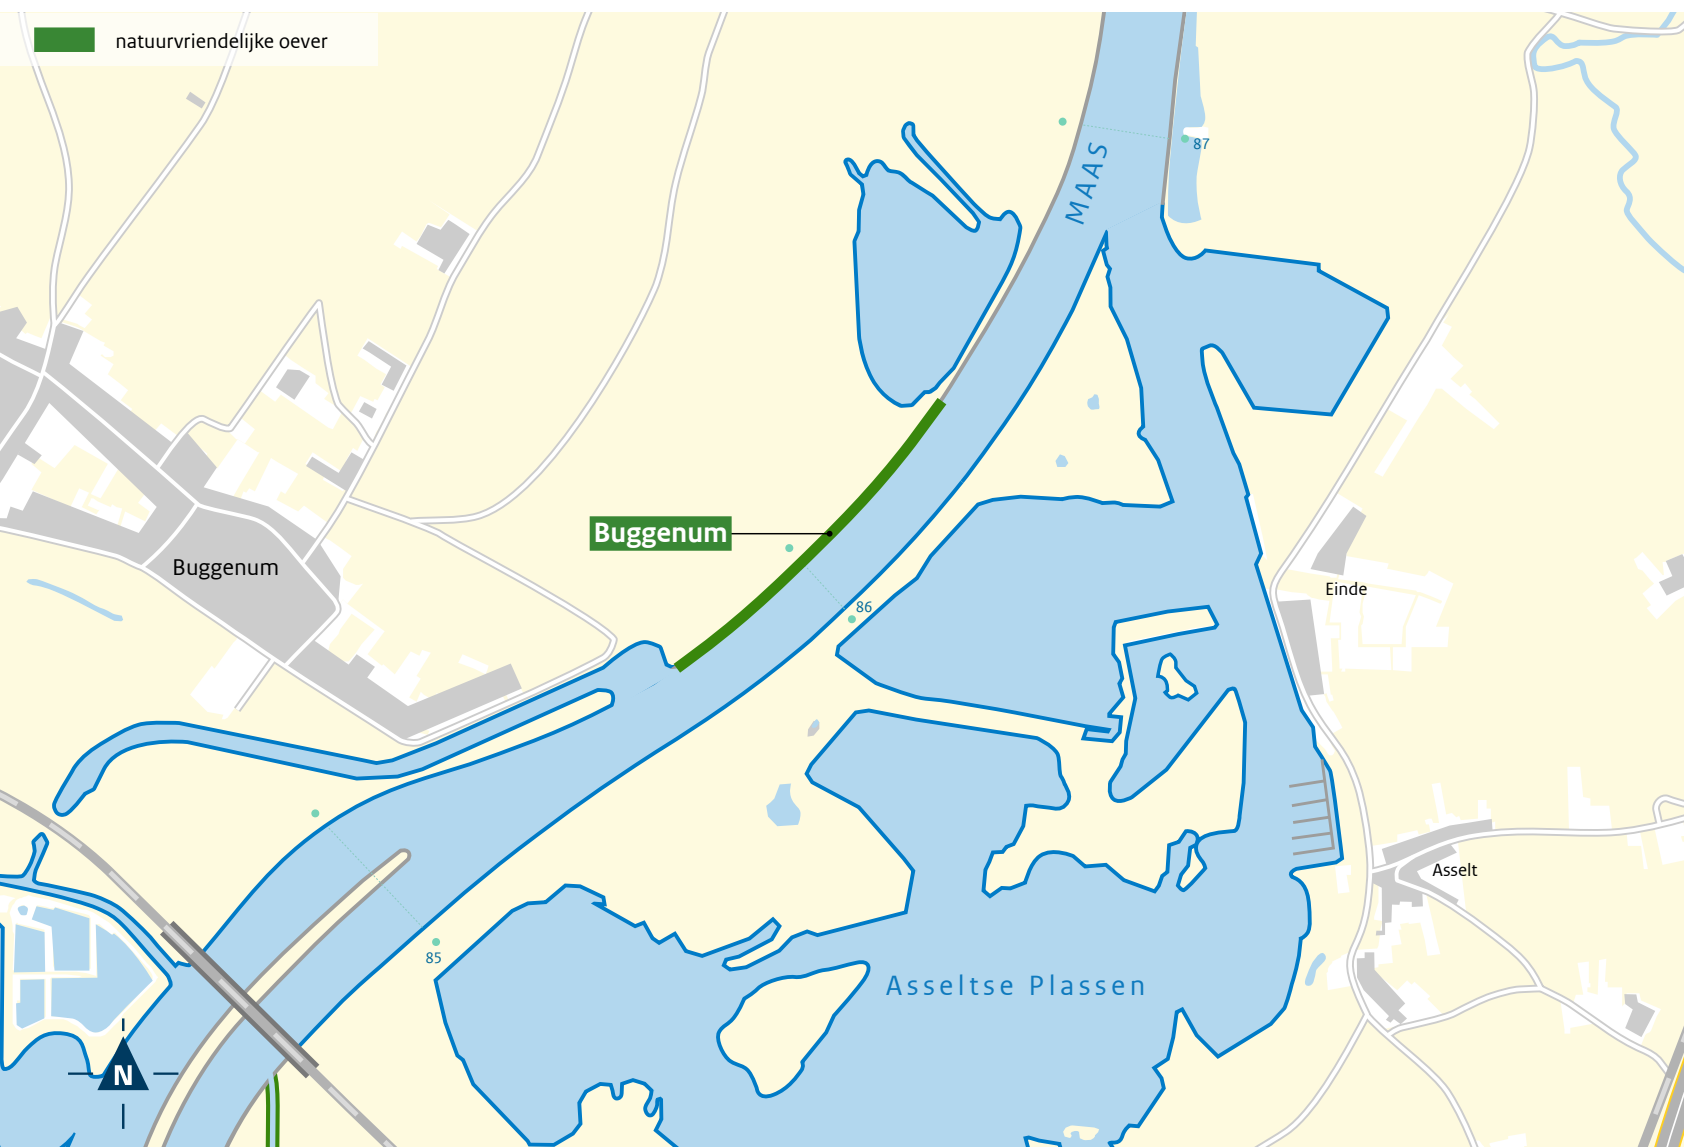 natuurvriendelijke oever
87
MAAS
Buggenum
Buggenum
86
Einde
Asselt
85
Asseltse Plassen
N